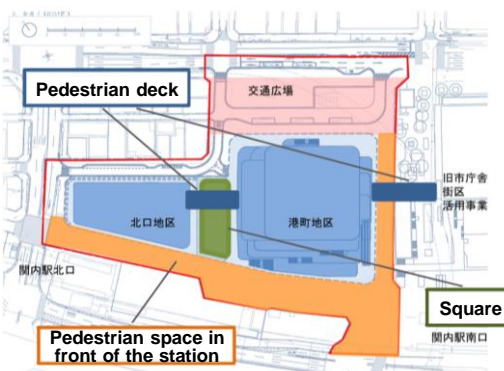 Pedestrian deck
交通広場
旧市庁舎
街区
活用事業
北口地区
港町地区
関内駅北口
Square
Pedestrian space in
front of the station
関内駅南口